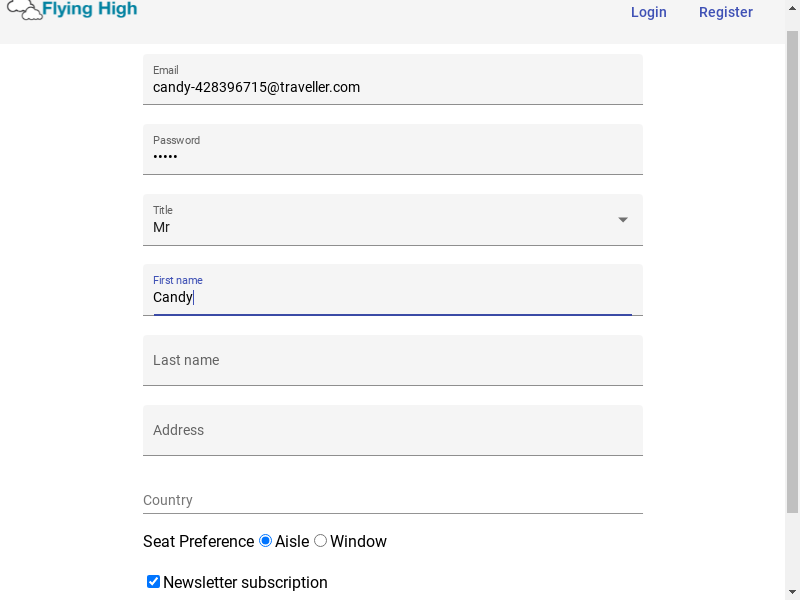 Flying High
Login Register
Email
candy-428396715@traveller.com
Password
•••••
Title
Mr
First name
Candy
Last name
Address
Country
Seat Preference Aisle Window
Newsletter subscription